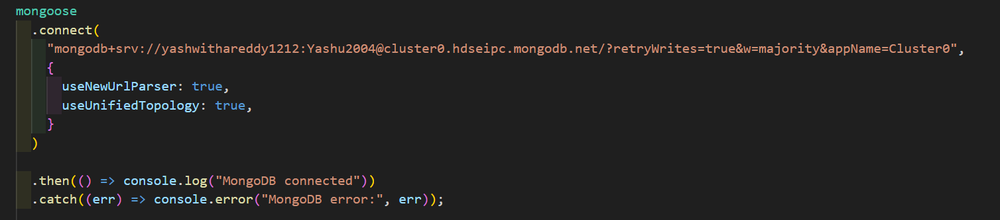 mongoose
.connect(
"mongodb+srv://yashwithareddy1212:Yashu2004@cluster0.hdseipc.mongodb.net/?retryWrites=true&w=majority&appName=Cluster0",
{
useNewUrlParser: true,
useUnifiedTopology: true,
}
)
.then(() => console.log("MongoDB connected"))
.catch((err) => console.error("MongoDB error:", err));